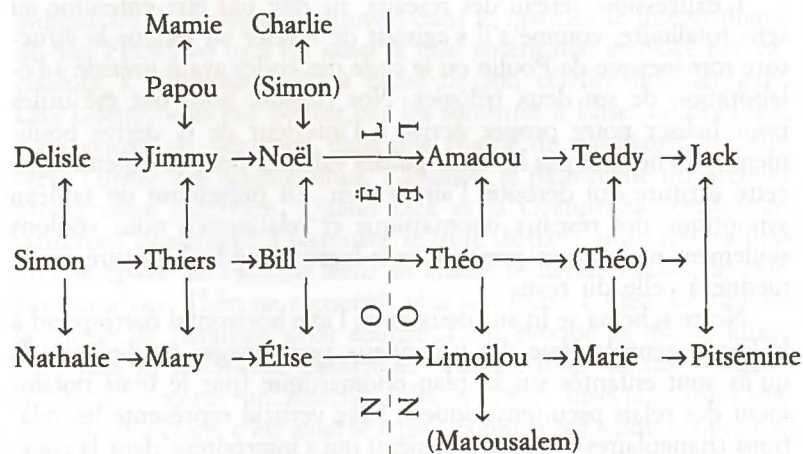 Mamie Charlie
Papou (Simon)
Delisle → Jimmy → Noël → Amadou → Teddy → Jack
Simon → Thiers → Bill → Théo → (Théo) →
Nathalie → Mary → Élise → Limoilou → Marie → Pitsémine
(Matousalem)
NOËL